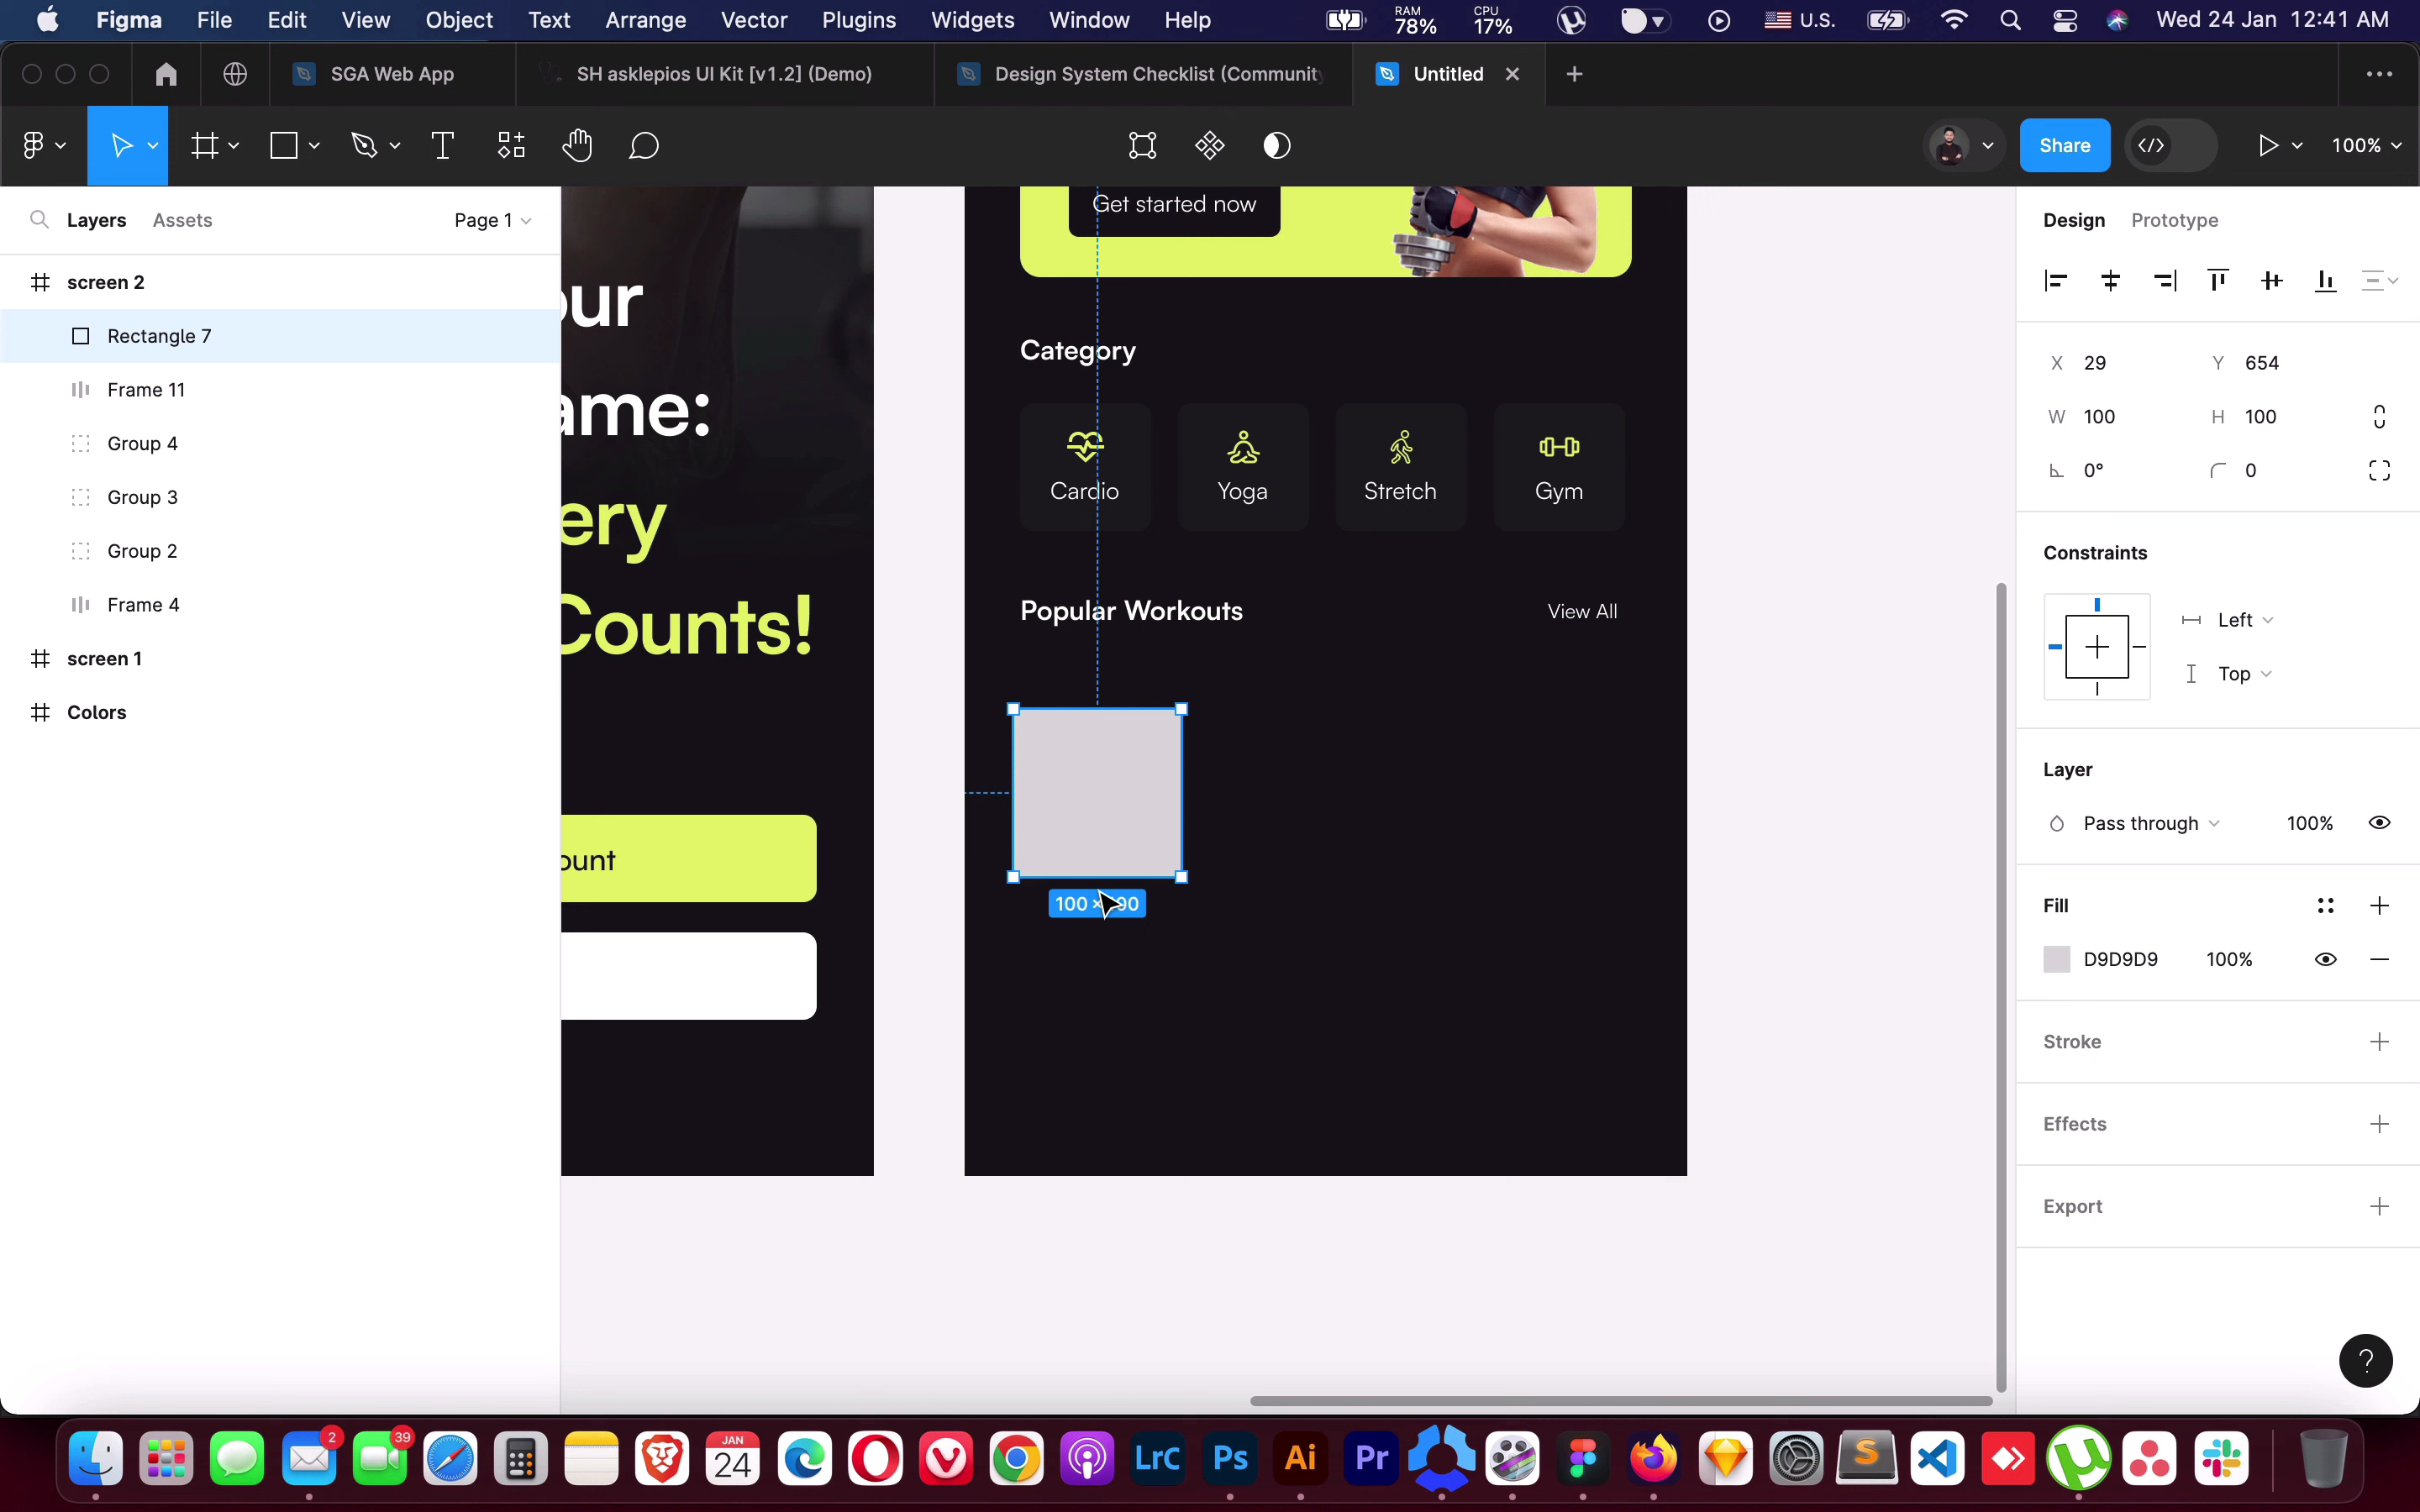 Figma File Edit View Object Text Arrange Vector Plugins Widgets Window Help RAM 78% CPU 17% U.S. Wed 24 Jan 12:41 AM
SGA Web App SH asklepios UI Kit [v1.2] (Demo) Design System Checklist (Community Untitled
Share 100%
Layers Assets Page 1
screen 2
Rectangle 7
Frame 11
Group 4
Group 3
Group 2
Frame 4
screen 1
Colors
our
ame:
ery
Counts!
ount
Get started now
Category
Cardio Yoga Stretch Gym
Popular Workouts View All
Design Prototype
X 29 Y 654
W 100 H 100
0° 0
Constraints
Left
Top
Layer
Pass through 100%
Fill
D9D9D9 100%
Stroke
Effects
Export
?
2 39 JAN 24 LrC Ps Ai Pr